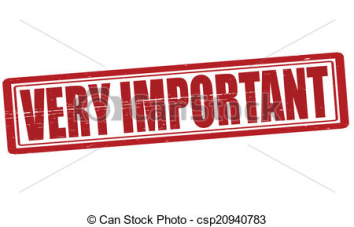 VERY IMPORTANT
© Can Stock Photo - csp20940783